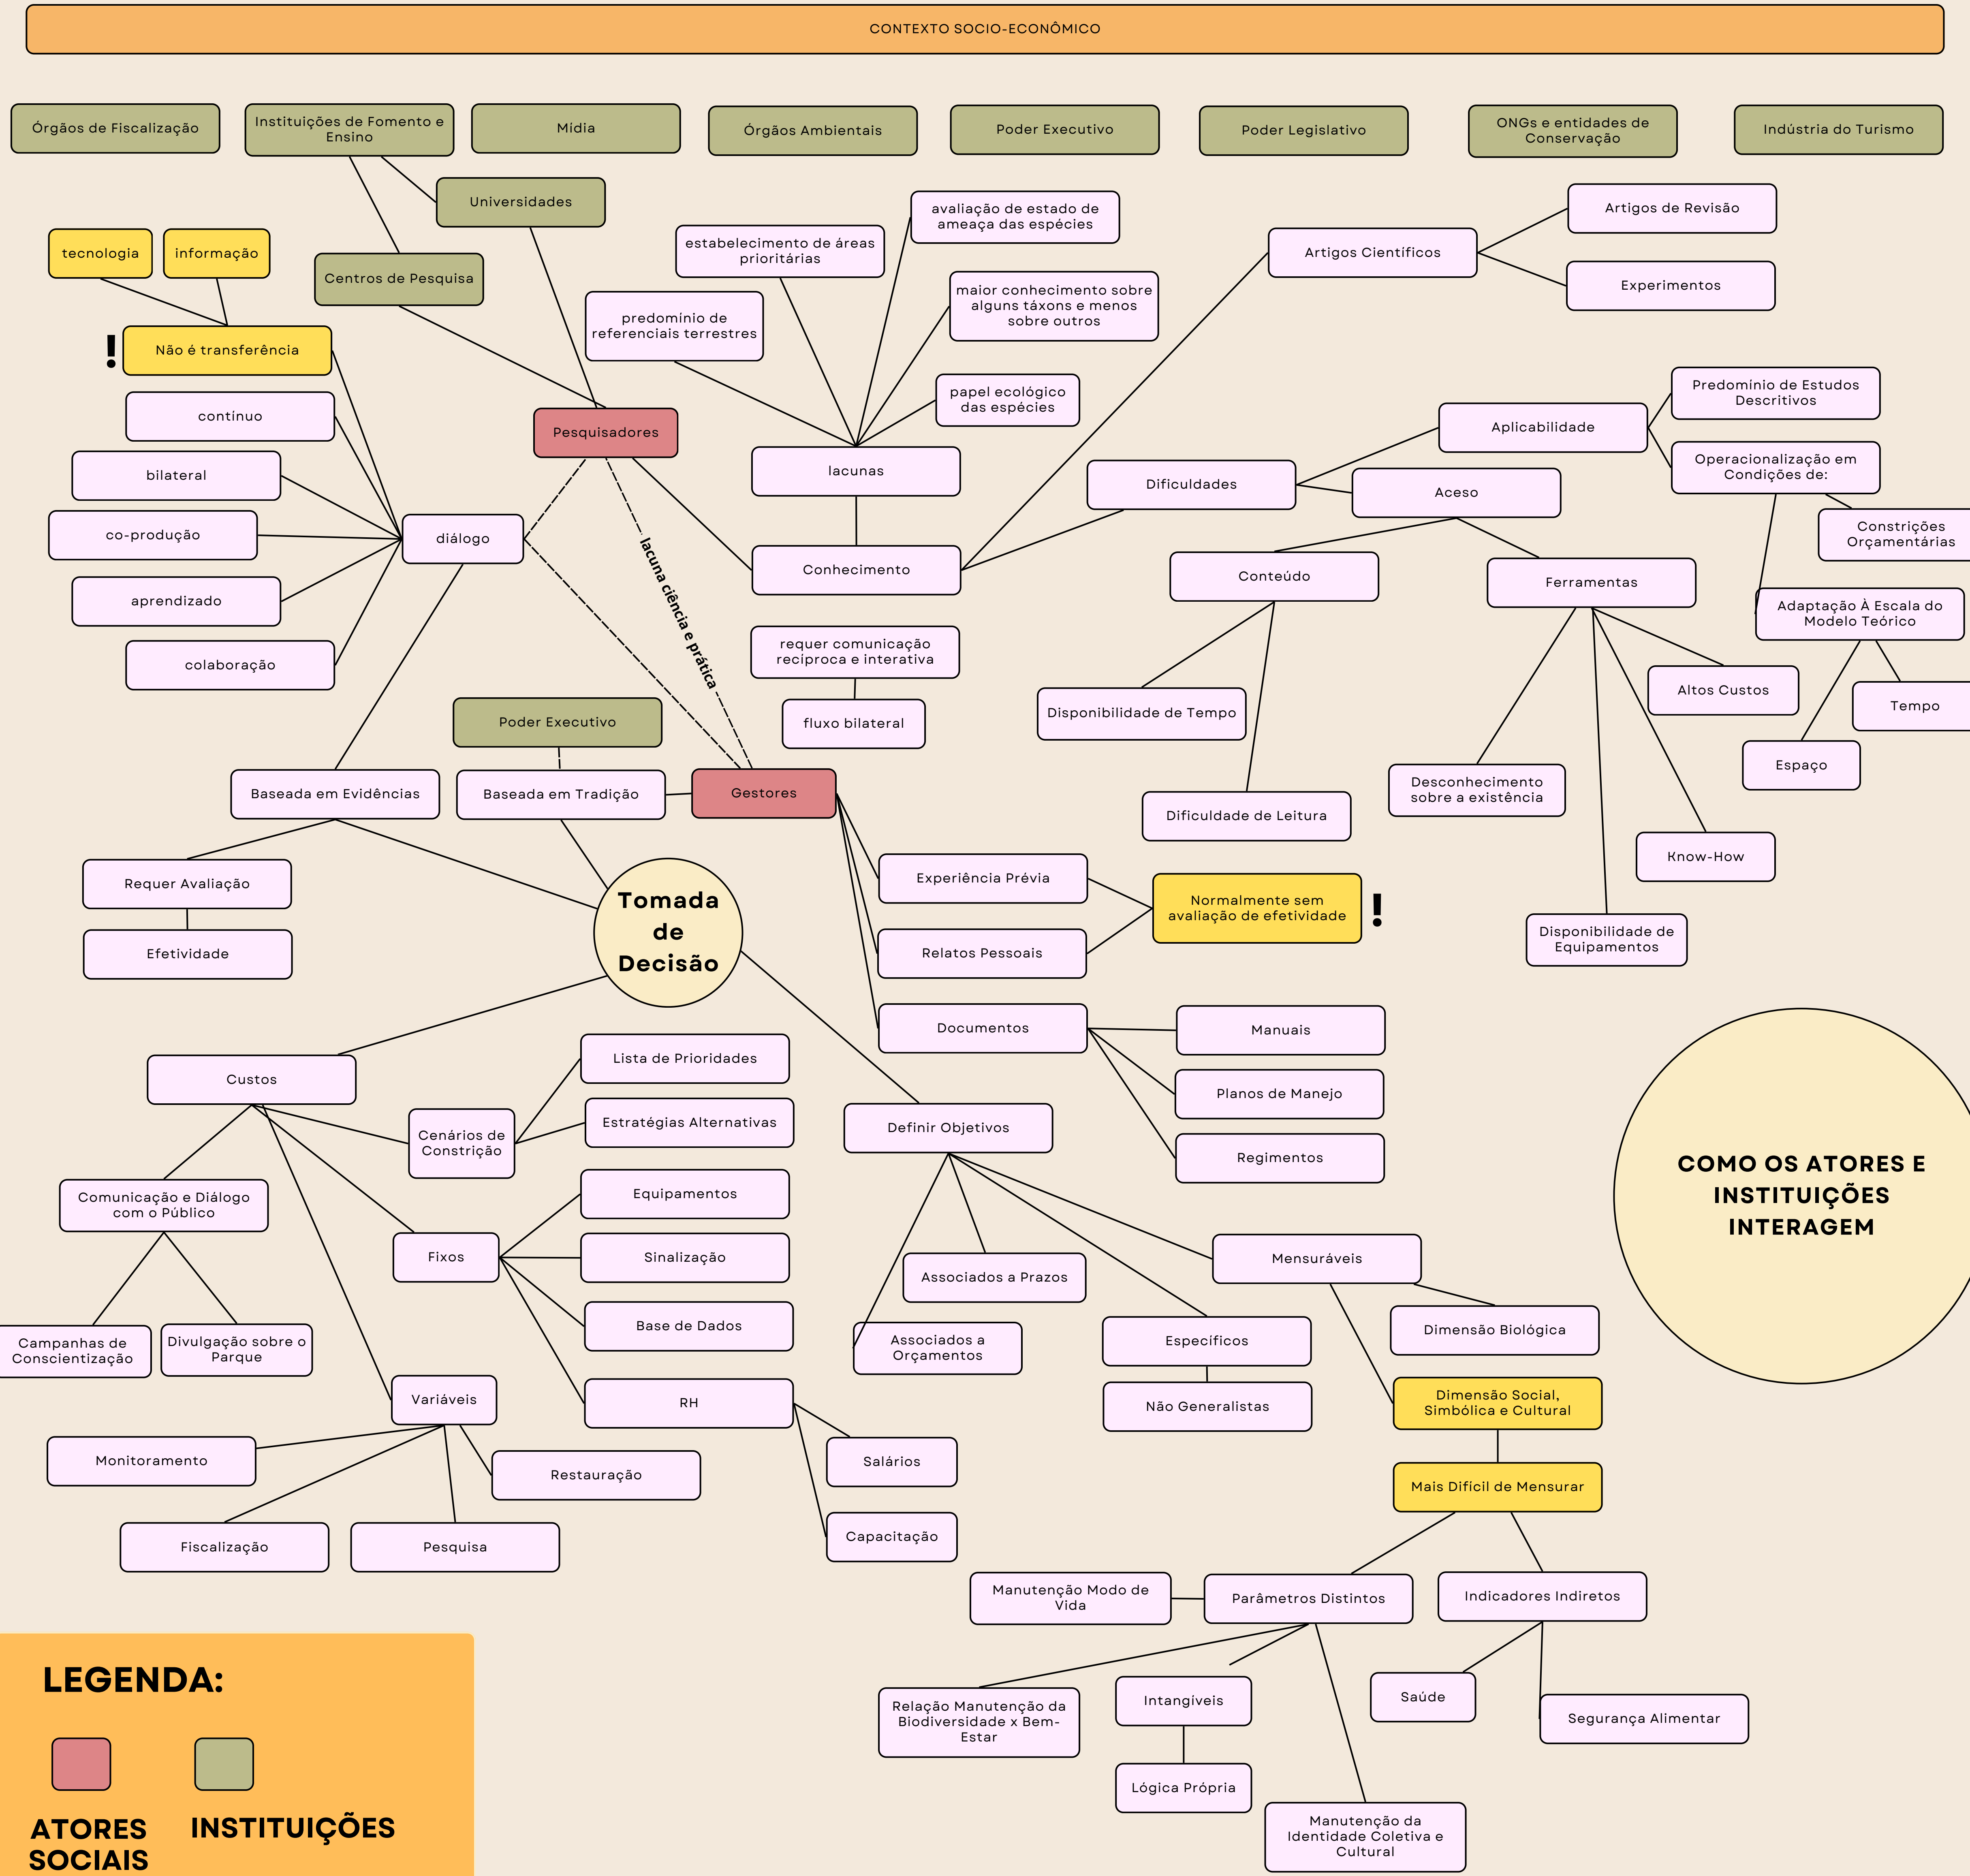 CONTEXTO SOCIO-ECONÔMICO
Órgãos de Fiscalização
Instituições de Fomento e
Ensino
Mídia
Órgãos Ambientais
Poder Executivo
Poder Legislativo
ONGs e entidades de
Conservação
Indústria do Turismo
Universidades
Centros de Pesquisa
tecnologia
informação
Não é transferência
!
contínuo
bilateral
co-produção
aprendizado
colaboração
diálogo
Pesquisadores
predomínio de
referenciais terrestres
estabelecimento de áreas
prioritárias
avaliação de estado de
ameaça das espécies
maior conhecimento sobre
alguns táxons e menos
sobre outros
papel ecológico
das espécies
lacunas
Conhecimento
requer comunicação
recíproca e interativa
fluxo bilateral
lacuna ciência e prática
Artigos Científicos
Artigos de Revisão
Experimentos
Dificuldades
Aplicabilidade
Predomínio de Estudos
Descritivos
Operacionalização em
Condições de:
Constrições
Orçamentárias
Adaptação À Escala do
Modelo Teórico
Tempo
Espaço
Aceso
Conteúdo
Ferramentas
Disponibilidade de Tempo
Dificuldade de Leitura
Altos Custos
Desconhecimento
sobre a existência
Know-How
Disponibilidade de
Equipamentos
Poder Executivo
Baseada em Evidências
Baseada em Tradição
Gestores
Requer Avaliação
Efetividade
Tomada
de
Decisão
Experiência Prévia
Relatos Pessoais
Normalmente sem
avaliação de efetividade
!
Documentos
Manuais
Planos de Manejo
Regimentos
COMO OS ATORES E
INSTITUIÇÕES
INTERAGEM
Custos
Cenários de
Constrição
Lista de Prioridades
Estratégias Alternativas
Comunicação e Diálogo
com o Público
Campanhas de
Conscientização
Divulgação sobre o
Parque
Fixos
Equipamentos
Sinalização
Base de Dados
RH
Salários
Capacitação
Variáveis
Monitoramento
Restauração
Fiscalização
Pesquisa
Definir Objetivos
Associados a Prazos
Associados a
Orçamentos
Específicos
Não Generalistas
Mensuráveis
Dimensão Biológica
Dimensão Social,
Simbólica e Cultural
Mais Difícil de Mensurar
Parâmetros Distintos
Indicadores Indiretos
Manutenção Modo de
Vida
Relação Manutenção da
Biodiversidade x Bem-
Estar
Intangíveis
Lógica Própria
Manutenção da
Identidade Coletiva e
Cultural
Saúde
Segurança Alimentar
LEGENDA:
ATORES
SOCIAIS
INSTITUIÇÕES